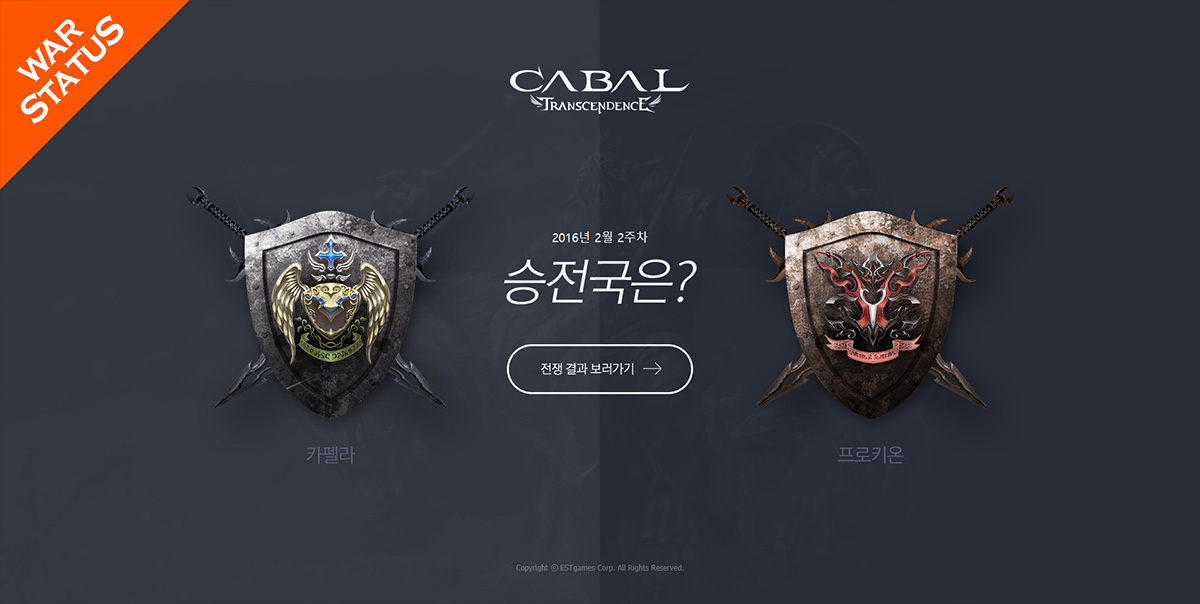 WAR
STATUS
CABAL
TRANSCENDENCE
2016년 2월 2주차
승전국은?
전쟁 결과 보러가기 →
카펠라
프로키온
Copyright ⓒ ESTgames Corp. All Rights Reserved.